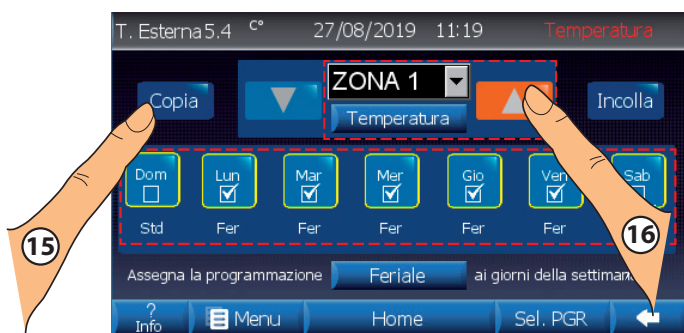 T. Esterna 5.4 C° 27/08/2019 11:19 Temperatura
Copia ZONA 1 Incolla
Temperatura
Dom Lun Mar Mer Gio Ven Sab
Std Fer Fer Fer Fer Fer
15 16
Assegna la programmazione Feriale ai giorni della settimana
? Info Menu Home Sel. PGR